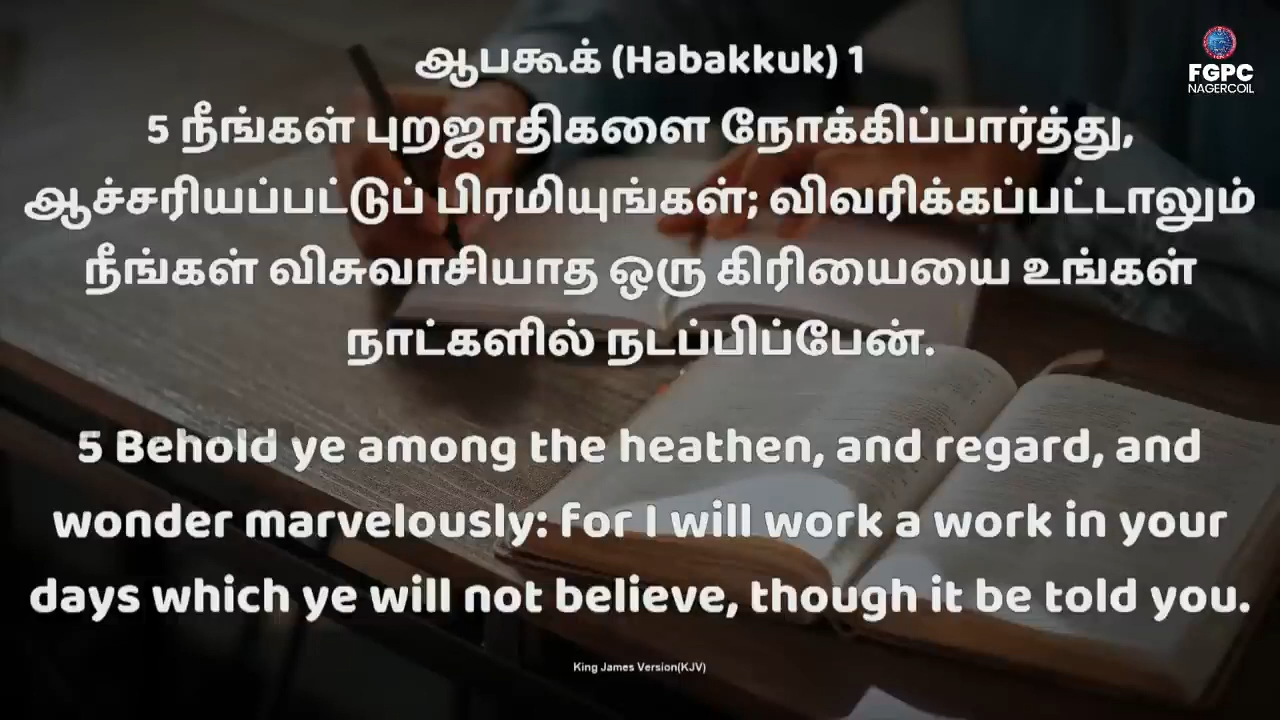 ஆபகூக் (Habakkuk) 1
FGPC
NAGERCOIL
5 நீங்கள் புறஜாதிகளை நோக்கிப்பார்த்து,
ஆச்சரியப்பட்டுப் பிரமியுங்கள்; விவரிக்கப்பட்டாலும்
நீங்கள் விசுவாசியாத ஒரு கிரியையை உங்கள்
நாட்களில் நடப்பிப்பேன்.
5 Behold ye among the heathen, and regard, and
wonder marvelously: for I will work a work in your
days which ye will not believe, though it be told you.
King James Version(KJV)